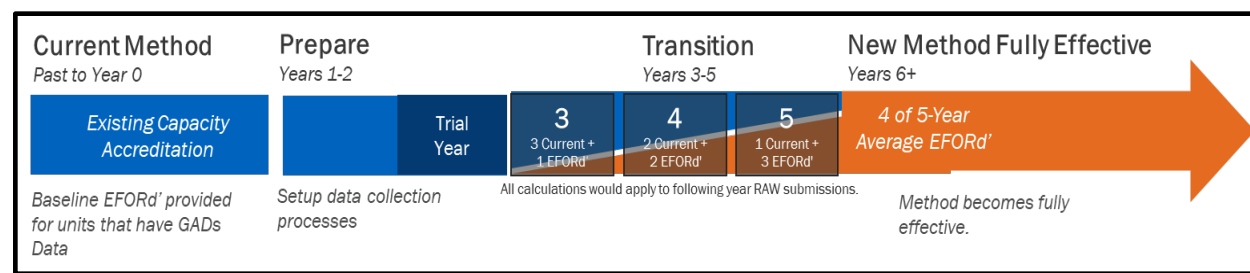 Current Method
Past to Year 0
Existing Capacity
Accreditation
Baseline EFORd' provided
for units that have GADs
Data
Prepare
Years 1-2
Trial
Year
Setup data collection
processes
Transition
Years 3-5
3
3 Current +
1 EFORd'
4
2 Current +
2 EFORd'
5
1 Current +
3 EFORd'
All calculations would apply to following year RAW submissions.
New Method Fully Effective
Years 6+
4 of 5-Year
Average EFORd'
Method becomes fully
effective.